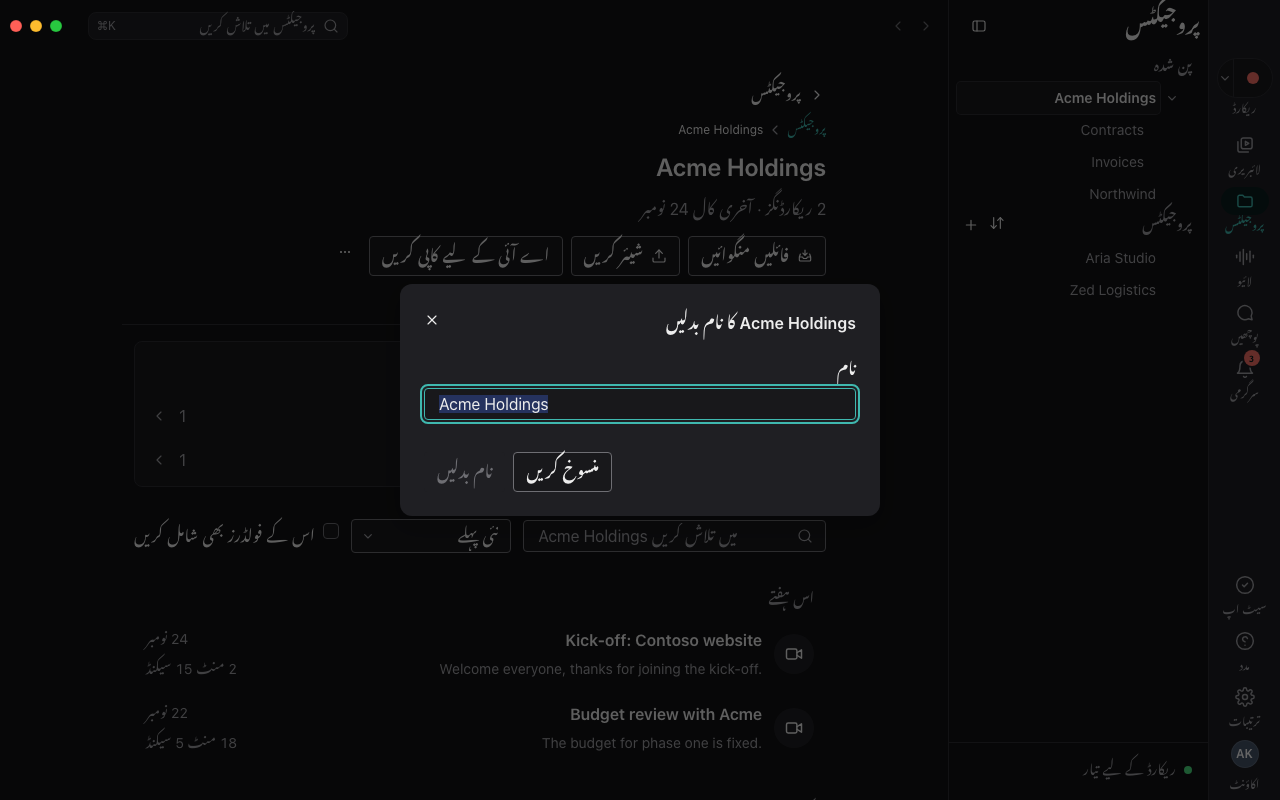 پروجیکٹس
پن شدہ
Acme Holdings
Contracts
Invoices
Northwind
پروجیکٹس
Aria Studio
Zed Logistics
ریکارڈ کے لیے تیار
ریکارڈ
لائبریری
پروجیکٹس
لائیو
پوچھیں
3
سرگرمی
سیٹ اپ
مدد
ترتیبات
AK
اکاؤنٹ
پروجیکٹس میں تلاش کریں ⌘K
پروجیکٹس
پروجیکٹس Acme Holdings
Acme Holdings
2 ریکارڈنگز · آخری کال 24 نومبر
فائلیں منگوائیں شیئر کریں اے آئی کے لیے کاپی کریں ...
Acme Holdings کا نام بدلیں
نام
Acme Holdings
منسوخ کریں نام بدلیں
1
1
Acme Holdings میں تلاش کریں نئی پہلے اس کے فولڈرز بھی شامل کریں
اس ہفتے
Kick-off: Contoso website 24 نومبر
Welcome everyone, thanks for joining the kick-off. 2 منٹ 15 سیکنڈ
Budget review with Acme 22 نومبر
The budget for phase one is fixed. 18 منٹ 5 سیکنڈ